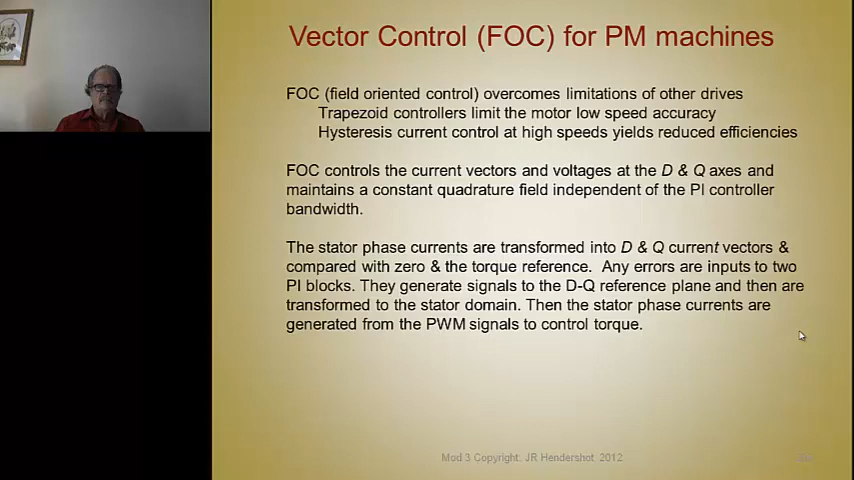 Vector Control (FOC) for PM machines
FOC (field oriented control) overcomes limitations of other drives
Trapezoid controllers limit the motor low speed accuracy
Hysteresis current control at high speeds yields reduced efficiencies
FOC controls the current vectors and voltages at the D & Q axes and
maintains a constant quadrature field independent of the PI controller
bandwidth.
The stator phase currents are transformed into D & Q current vectors &
compared with zero & the torque reference. Any errors are inputs to two
PI blocks. They generate signals to the D-Q reference plane and then are
transformed to the stator domain. Then the stator phase currents are
generated from the PWM signals to control torque.
Mod 3 Copyright, JR Hendershot 2012